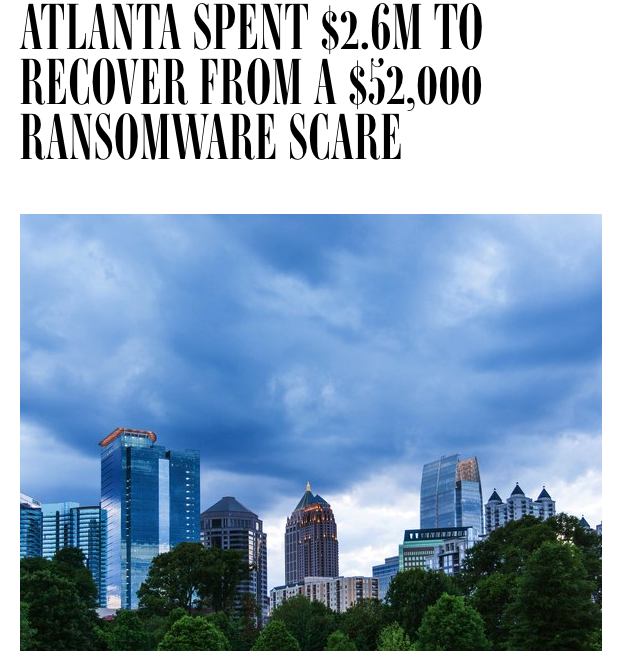 ATLANTA SPENT $2.6M TO
RECOVER FROM A $52,000
RANSOMWARE SCARE